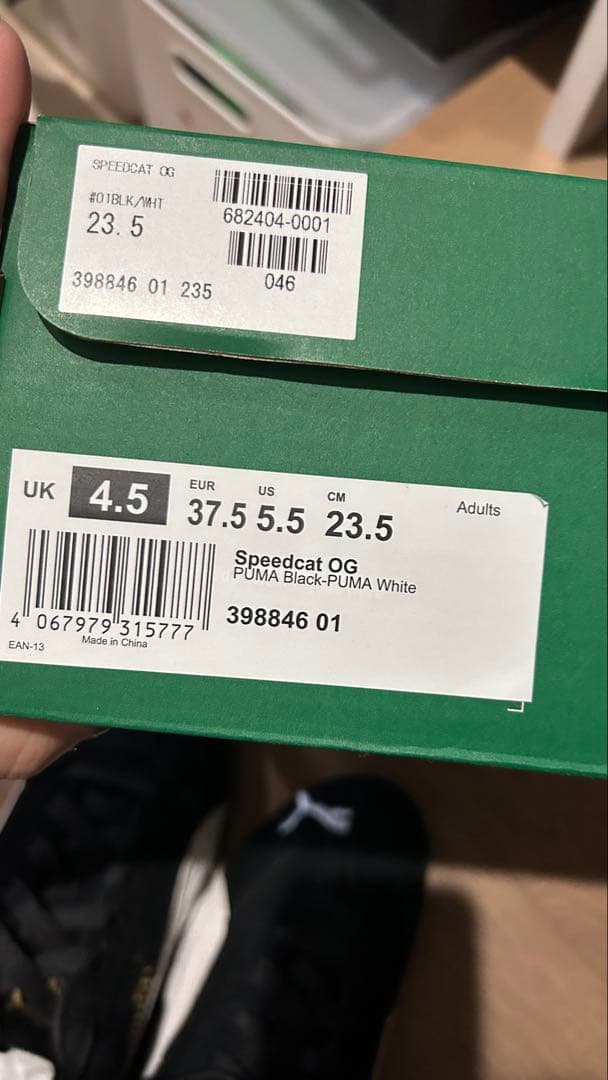 SPEEDCAT OG
#01BLK/WHT
23.5
682404-0001
046
398846 01 235
UK 4.5 EUR 37.5 US 5.5 CM 23.5 Adults
Speedcat OG
PUMA Black-PUMA White
398846 01
4 067979 315777
EAN-13 Made in China